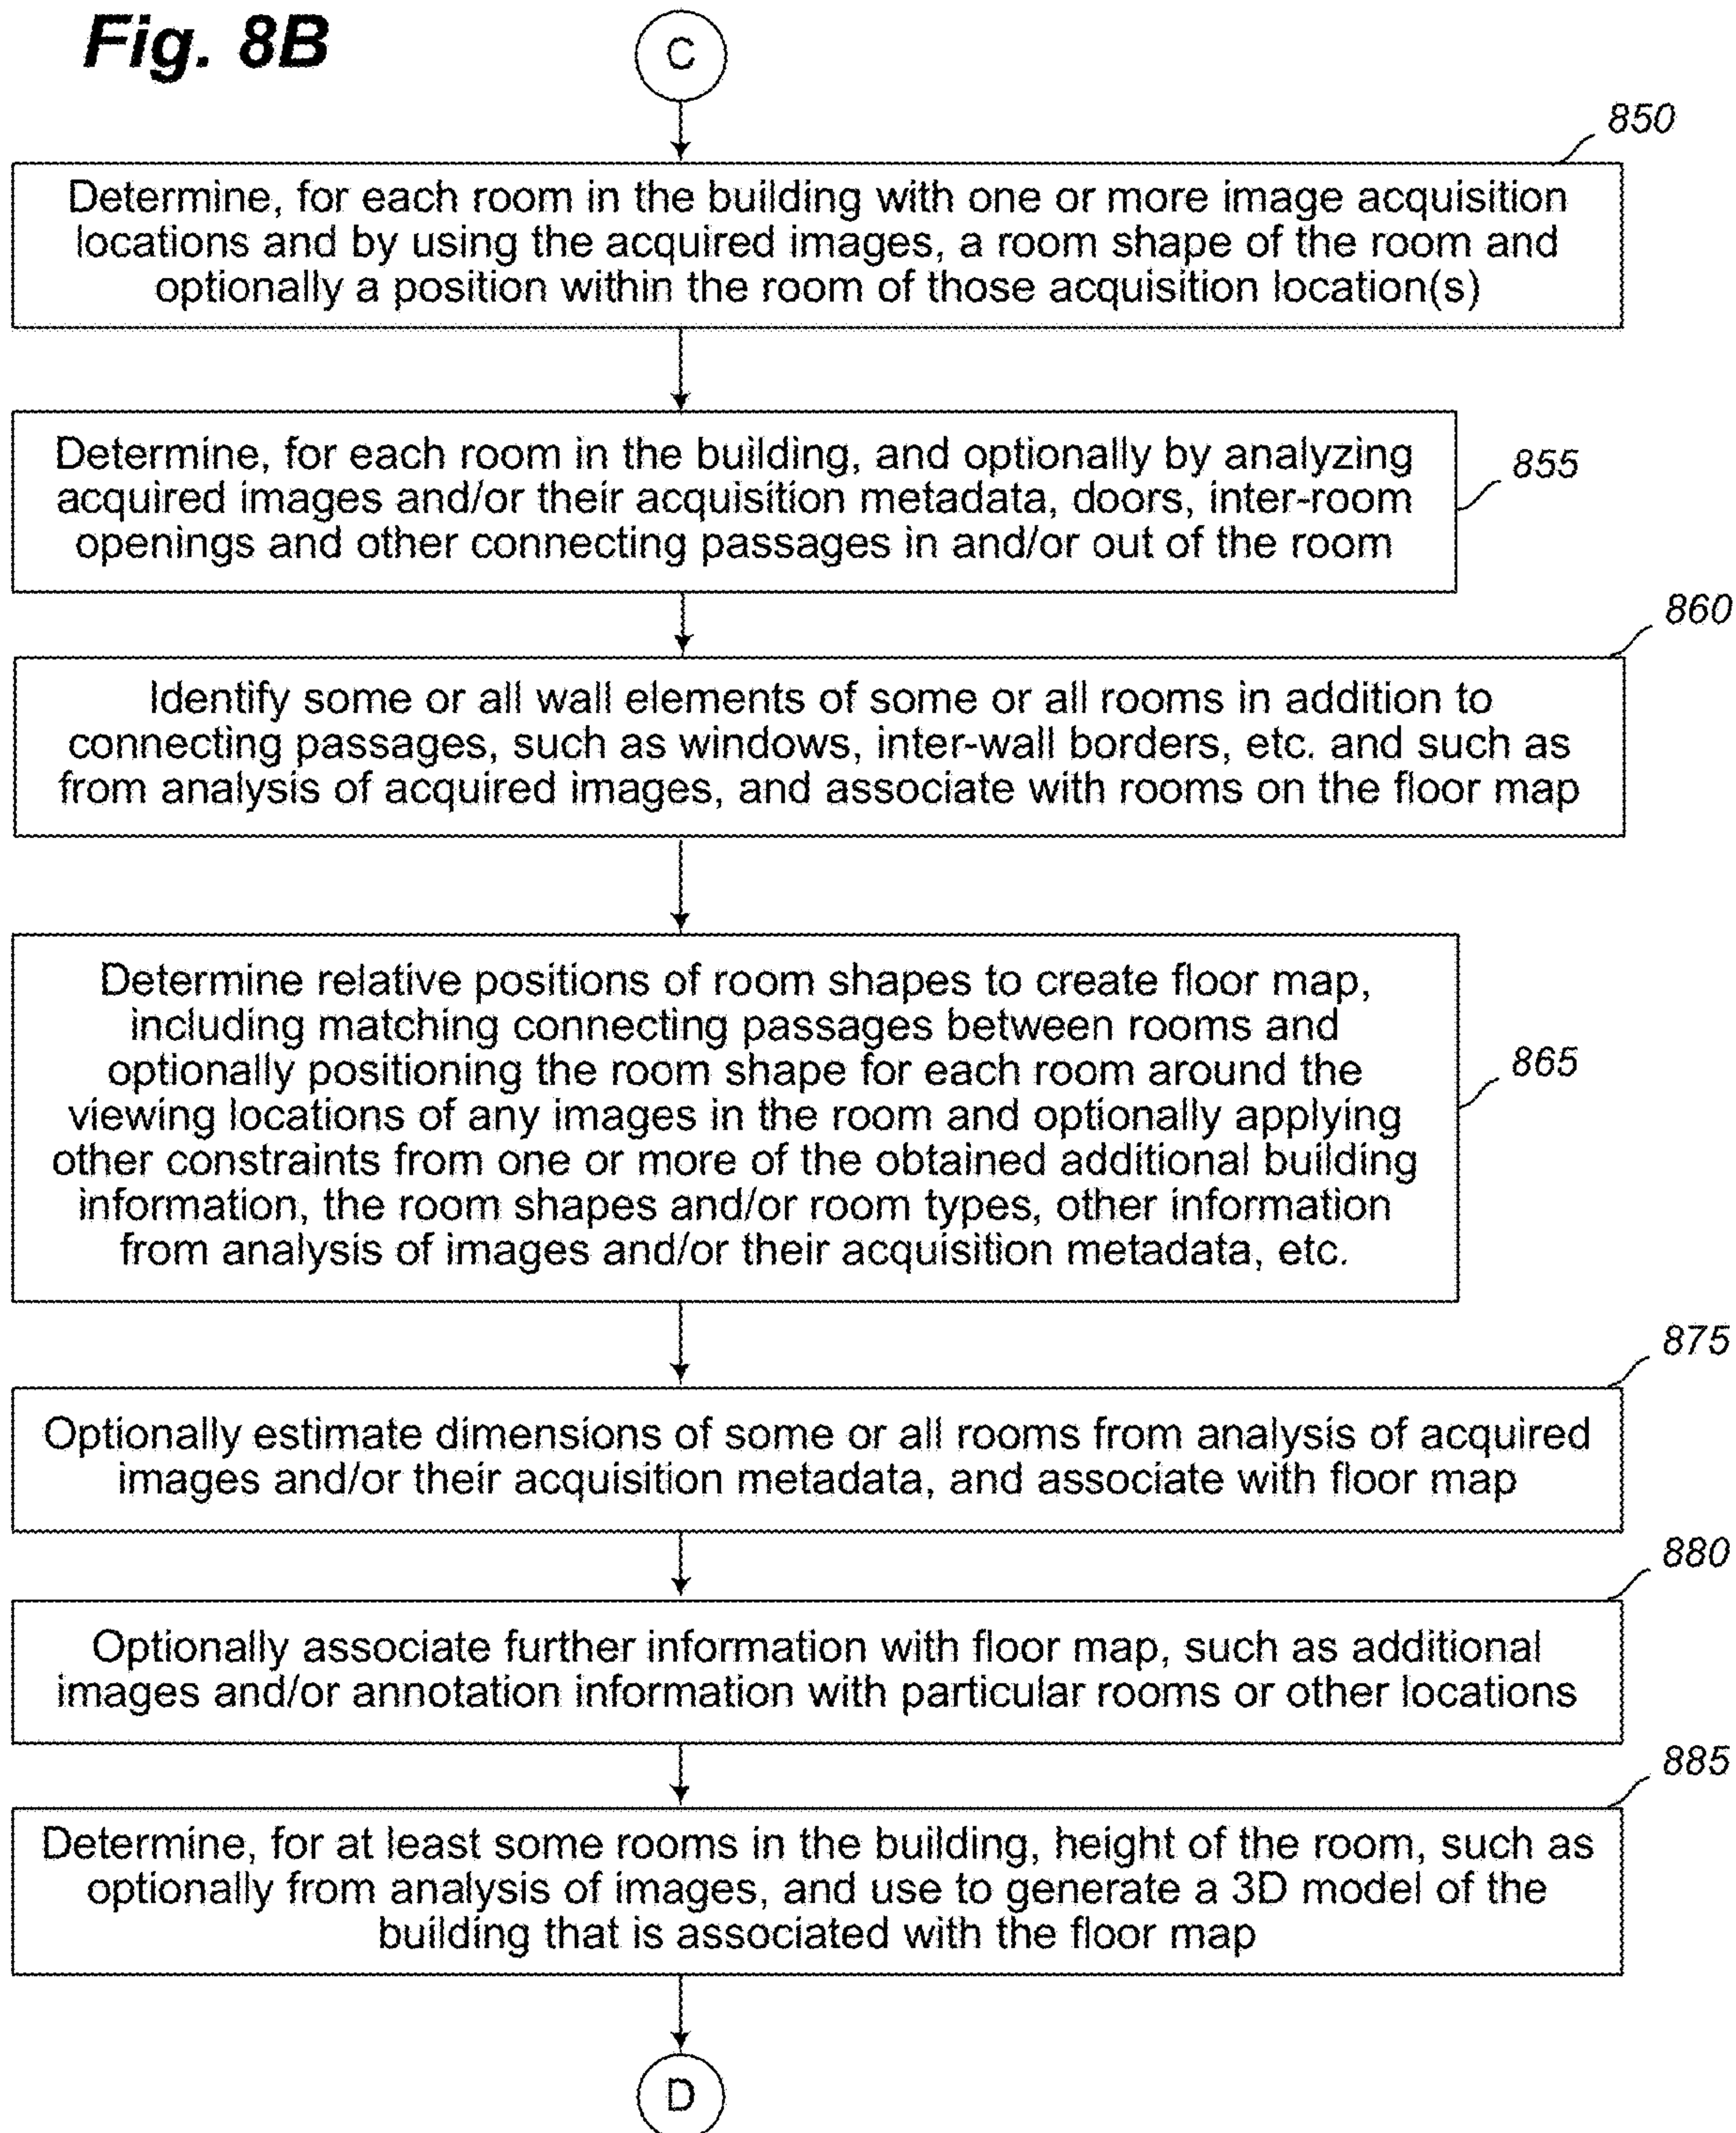 Fig. 8B
C
850
Determine, for each room in the building with one or more image acquisition
locations and by using the acquired images, a room shape of the room and
optionally a position within the room of those acquisition location(s)
Determine, for each room in the building, and optionally by analyzing
acquired images and/or their acquisition metadata, doors, inter-room
openings and other connecting passages in and/or out of the room
855
860
Identify some or all wall elements of some or all rooms in addition to
connecting passages, such as windows, inter-wall borders, etc. and such as
from analysis of acquired images, and associate with rooms on the floor map
Determine relative positions of room shapes to create floor map,
including matching connecting passages between rooms and
optionally positioning the room shape for each room around the
viewing locations of any images in the room and optionally applying
other constraints from one or more of the obtained additional building
information, the room shapes and/or room types, other information
from analysis of images and/or their acquisition metadata, etc.
865
875
Optionally estimate dimensions of some or all rooms from analysis of acquired
images and/or their acquisition metadata, and associate with floor map
880
Optionally associate further information with floor map, such as additional
images and/or annotation information with particular rooms or other locations
885
Determine, for at least some rooms in the building, height of the room, such as
optionally from analysis of images, and use to generate a 3D model of the
building that is associated with the floor map
D